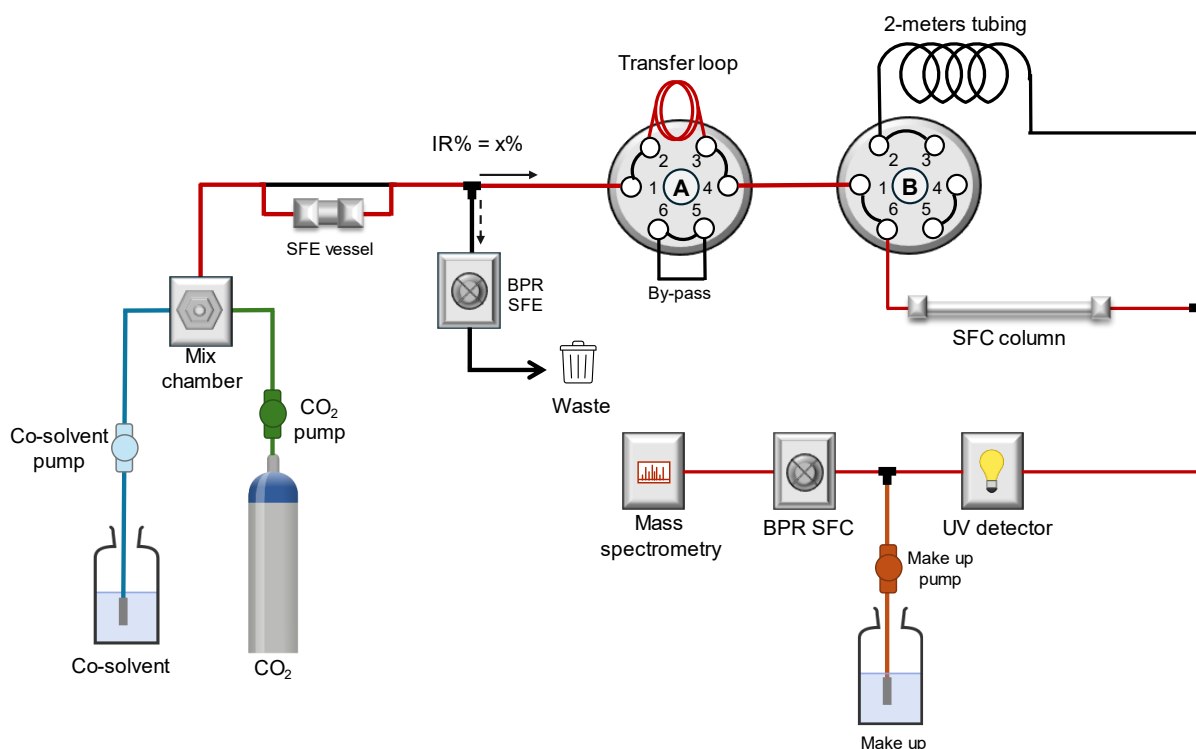 2-meters tubing
Transfer loop
IR% = x%
2
3
1
A
4
6
5
By-pass
2
3
1
B
4
6
5
SFE vessel
BPR
SFE
Mix
chamber
Waste
SFC column
CO₂
pump
Co-solvent
pump
Mass
spectrometry
BPR SFC
UV detector
Make up
pump
Co-solvent
CO₂
Make up